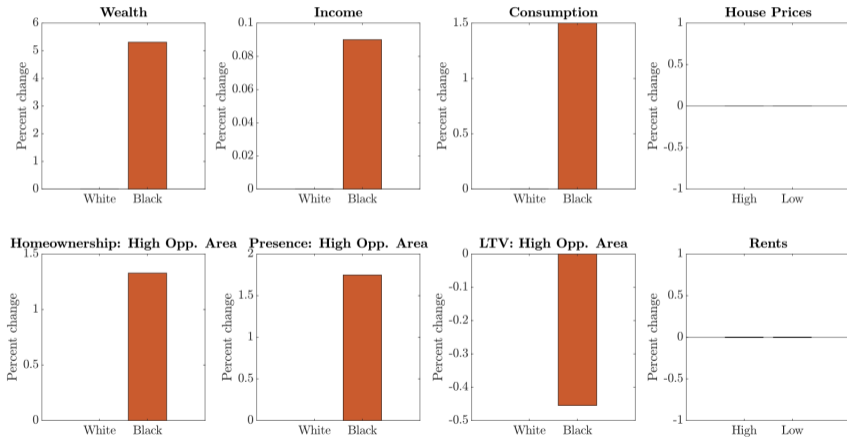 Wealth
Percent change
6
5
4
3
2
1
0
White Black
Income
Percent change
0.1
0.08
0.06
0.04
0.02
0
White Black
Consumption
Percent change
1.5
1
0.5
0
White Black
House Prices
Percent change
1
0.5
0
-0.5
-1
High Low
Homeownership: High Opp. Area
Percent change
1.5
1
0.5
0
White Black
Presence: High Opp. Area
Percent change
2
1.5
1
0.5
0
White Black
LTV: High Opp. Area
Percent change
0
-0.1
-0.2
-0.3
-0.4
-0.5
White Black
Rents
Percent change
1
0.5
0
-0.5
-1
High Low